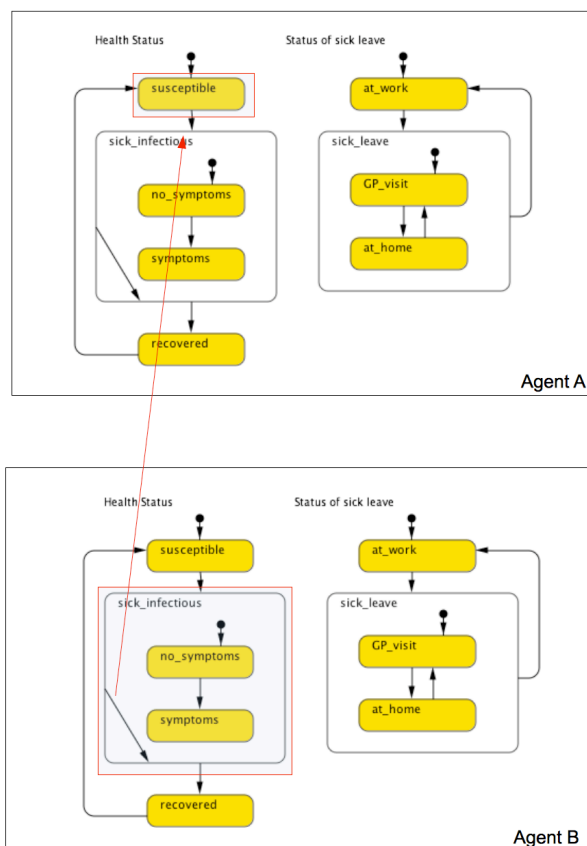 Health Status
Status of sick leave
susceptible
at_work
sick_infectious
sick_leave
GP_visit
no_symptoms
symptoms
at_home
recovered
Agent A
Health Status
Status of sick leave
susceptible
at_work
sick_infectious
sick_leave
GP_visit
no_symptoms
symptoms
at_home
recovered
Agent B